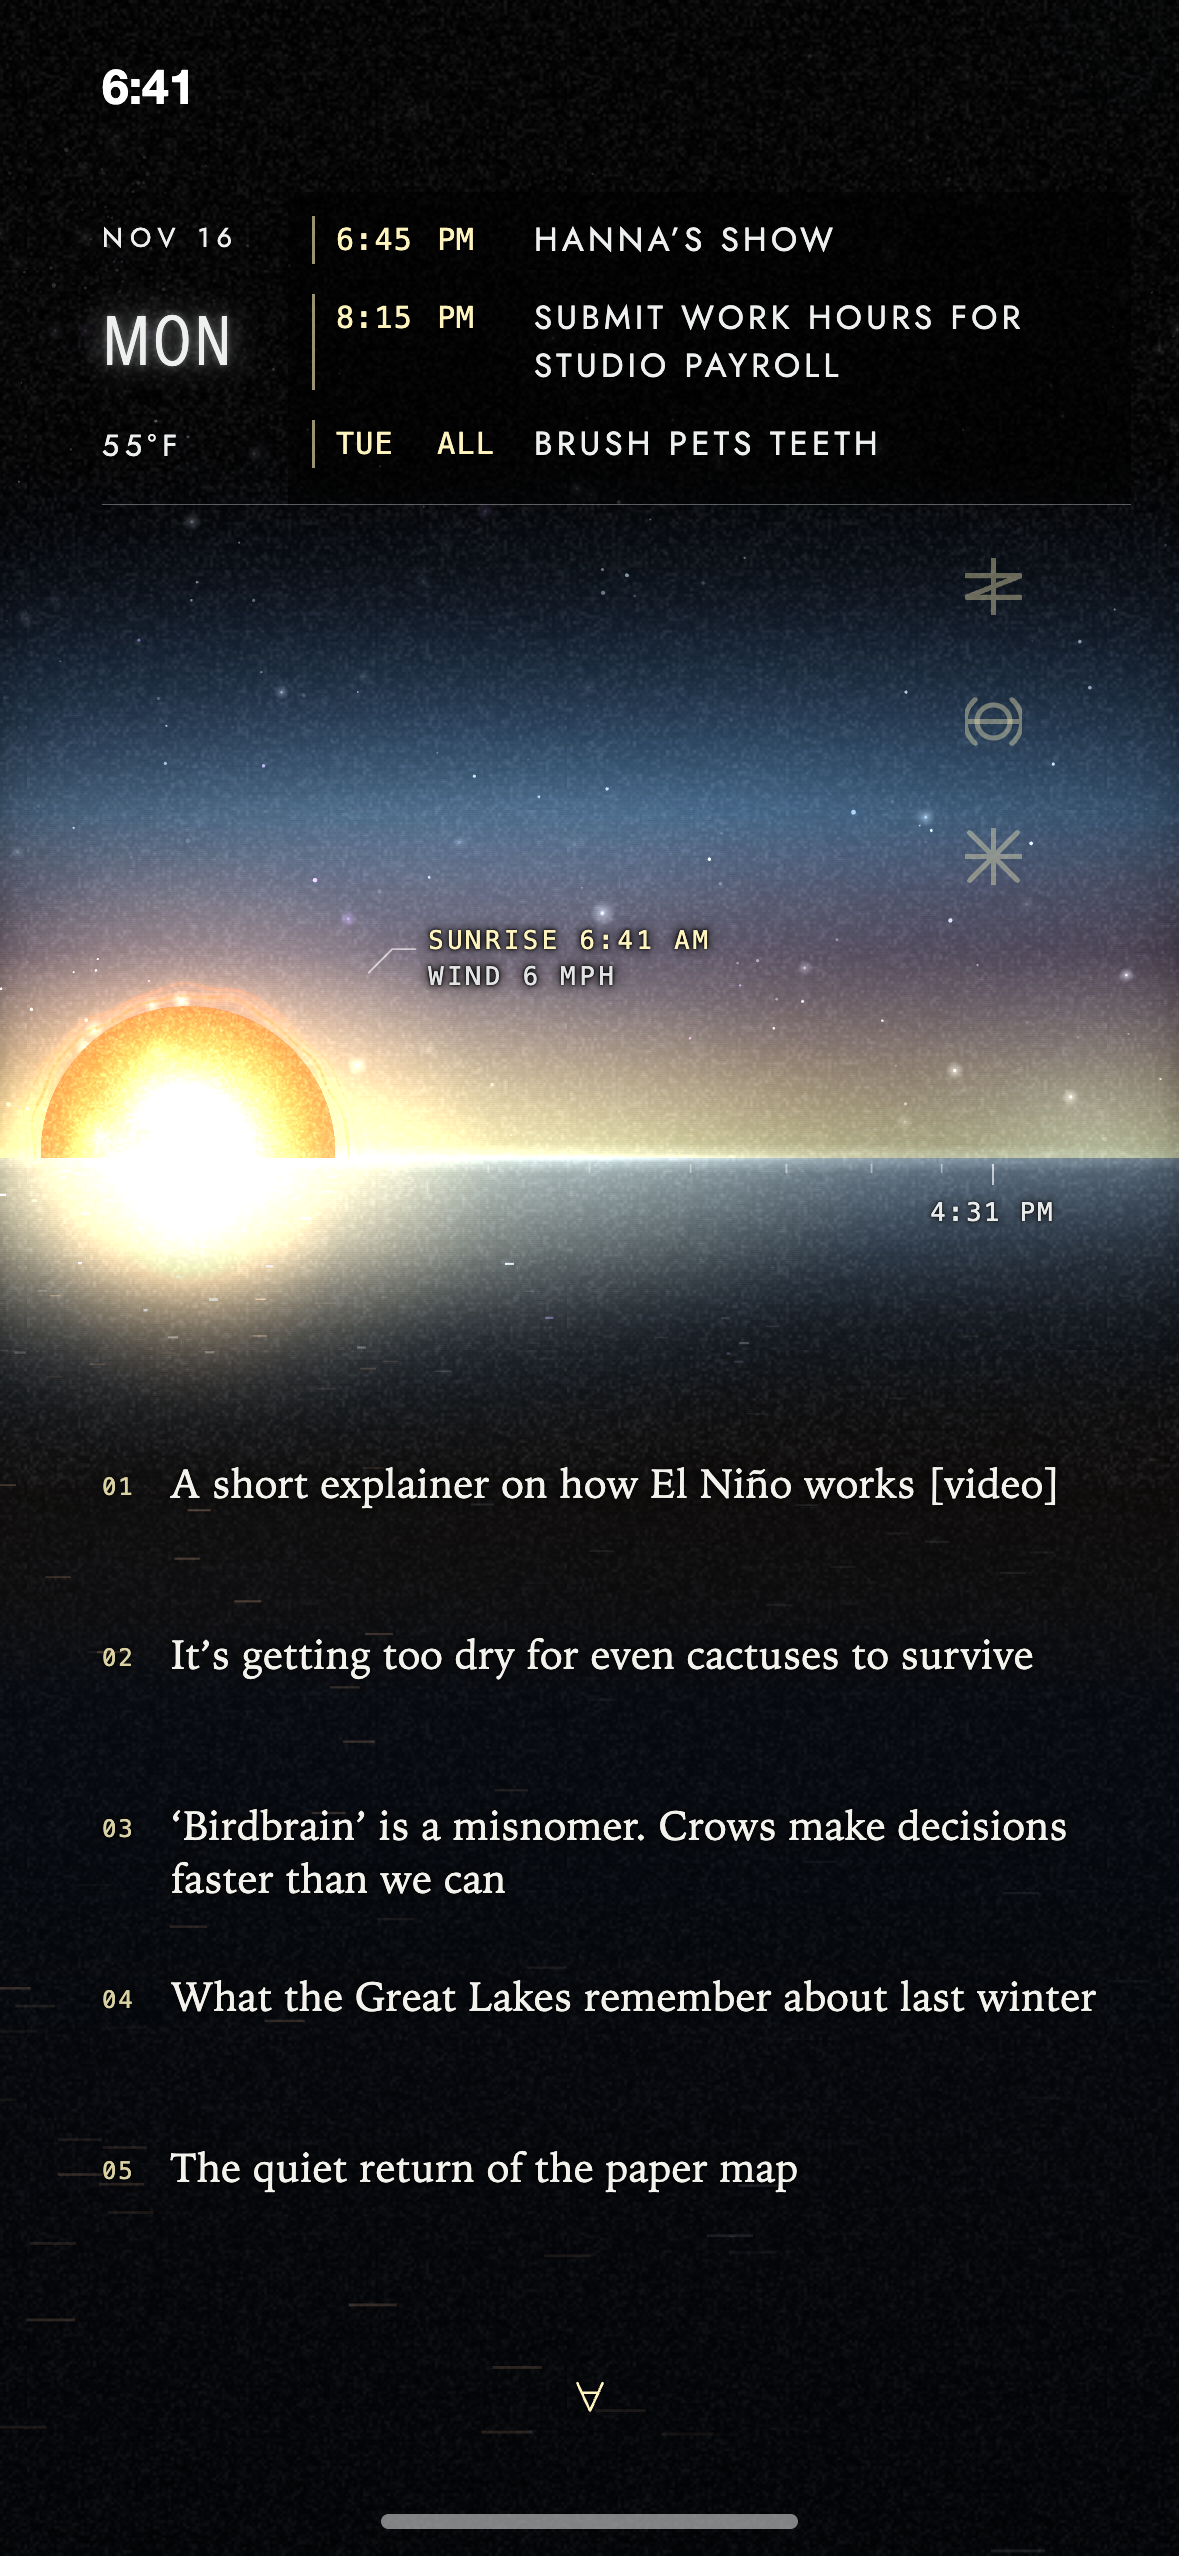 6:41
NOV 16
MON
55°F
6:45 PM HANNA’S SHOW
8:15 PM SUBMIT WORK HOURS FOR
STUDIO PAYROLL
TUE ALL BRUSH PETS TEETH
SUNRISE 6:41 AM
WIND 6 MPH
4:31 PM
01 A short explainer on how El Niño works [video]
02 It’s getting too dry for even cactuses to survive
03 ‘Birdbrain’ is a misnomer. Crows make decisions
faster than we can
04 What the Great Lakes remember about last winter
05 The quiet return of the paper map